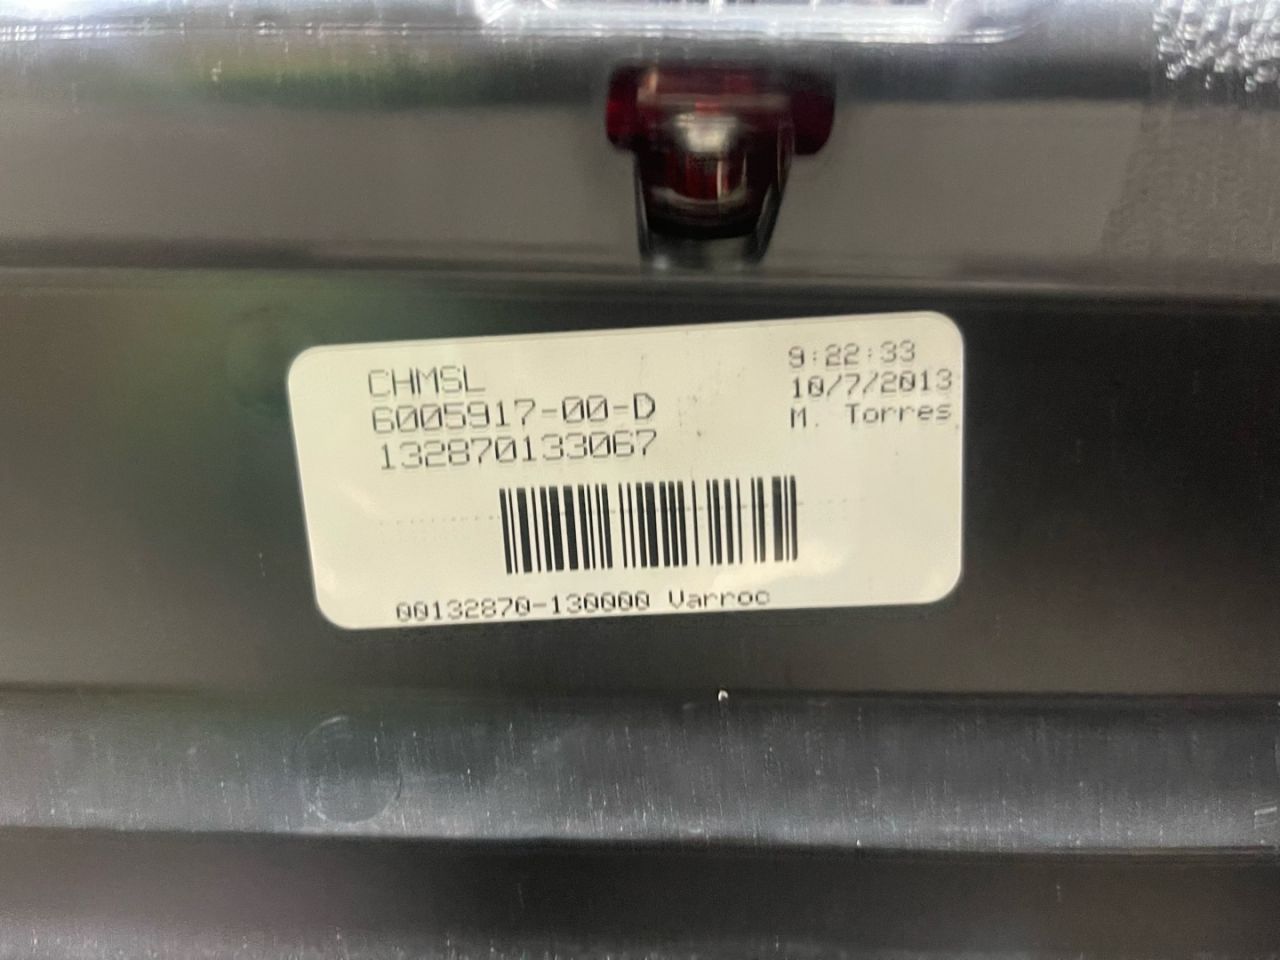 CHMSL
6005917-00-D
132870133067
9:22:33
10/7/2013
M. Torres
00132870-130000 Varroc